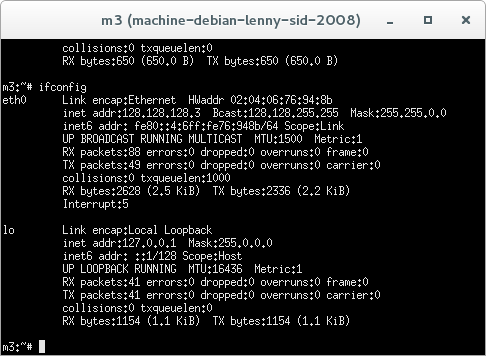 m3 (machine-debian-lenny-sid-2008)
collisions:0 txqueuelen:0
RX bytes:650 (650.0 B)  TX bytes:650 (650.0 B)
m3:~# ifconfig
eth0      Link encap:Ethernet  HWaddr 02:04:06:76:94:8b
inet addr:128.128.128.3  Bcast:128.128.255.255  Mask:255.255.0.0
inet6 addr: fe80::4:6ff:fe76:948b/64 Scope:Link
UP BROADCAST RUNNING MULTICAST  MTU:1500  Metric:1
RX packets:88 errors:0 dropped:0 overruns:0 frame:0
TX packets:49 errors:0 dropped:0 overruns:0 carrier:0
collisions:0 txqueuelen:1000
RX bytes:2628 (2.5 KiB)  TX bytes:2336 (2.2 KiB)
Interrupt:5
lo        Link encap:Local Loopback
inet addr:127.0.0.1  Mask:255.0.0.0
inet6 addr: ::1/128 Scope:Host
UP LOOPBACK RUNNING  MTU:16436  Metric:1
RX packets:41 errors:0 dropped:0 overruns:0 frame:0
TX packets:41 errors:0 dropped:0 overruns:0 carrier:0
collisions:0 txqueuelen:0
RX bytes:1154 (1.1 KiB)  TX bytes:1154 (1.1 KiB)
m3:~#